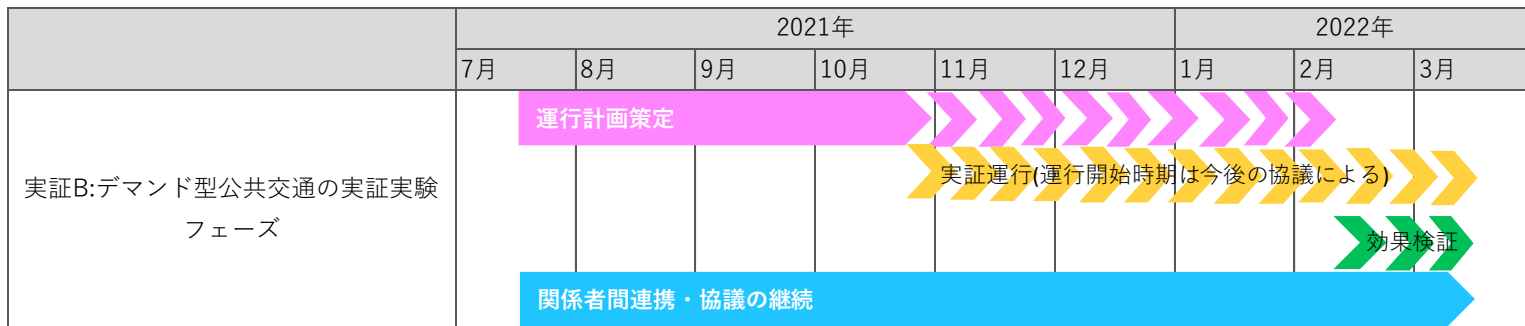 2021年
2022年
7月
8月
9月
10月
11月
12月
1月
2月
3月
実証B:デマンド型公共交通の実証実験
フェーズ
運行計画策定
実証運行(運行開始時期は今後の協議による)
効果検証
関係者間連携・協議の継続